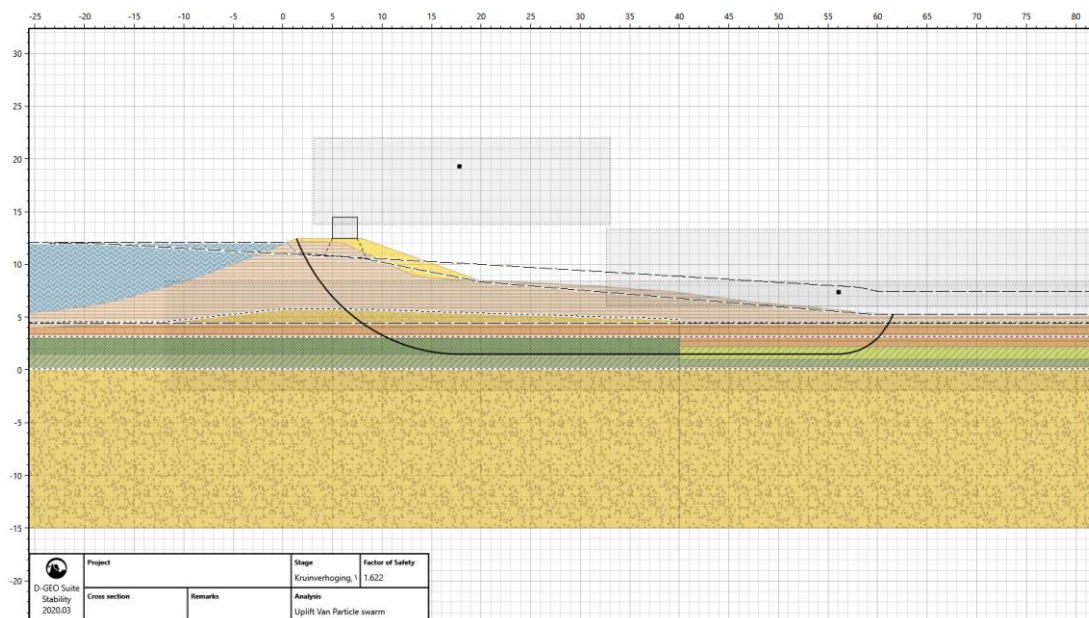 -25 -20 -15 -10 -5 0 5 10 15 20 25 30 35 40 45 50 55 60 65 70 75 80
30
25
20
15
10
5
0
-5
-10
-15
-20
D-GEO Suite
Stability
2020.03
Project
Stage
Kruinverhoging, \
Factor of Safety
1.622
Cross section
Remarks
Analysis
Uplift Van Particle swarm